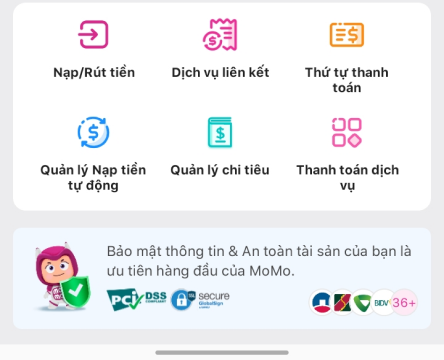 Nạp/Rút tiền
Dịch vụ liên kết
Thứ tự thanh
toán
Quản lý Nạp tiền
tự động
Quản lý chi tiêu
Thanh toán dịch
vụ
Bảo mật thông tin & An toàn tài sản của bạn là
ưu tiên hàng đầu của MoMo.
PCI DSS
COMPLIANT
secure
GlobalSign
BIDV
36+